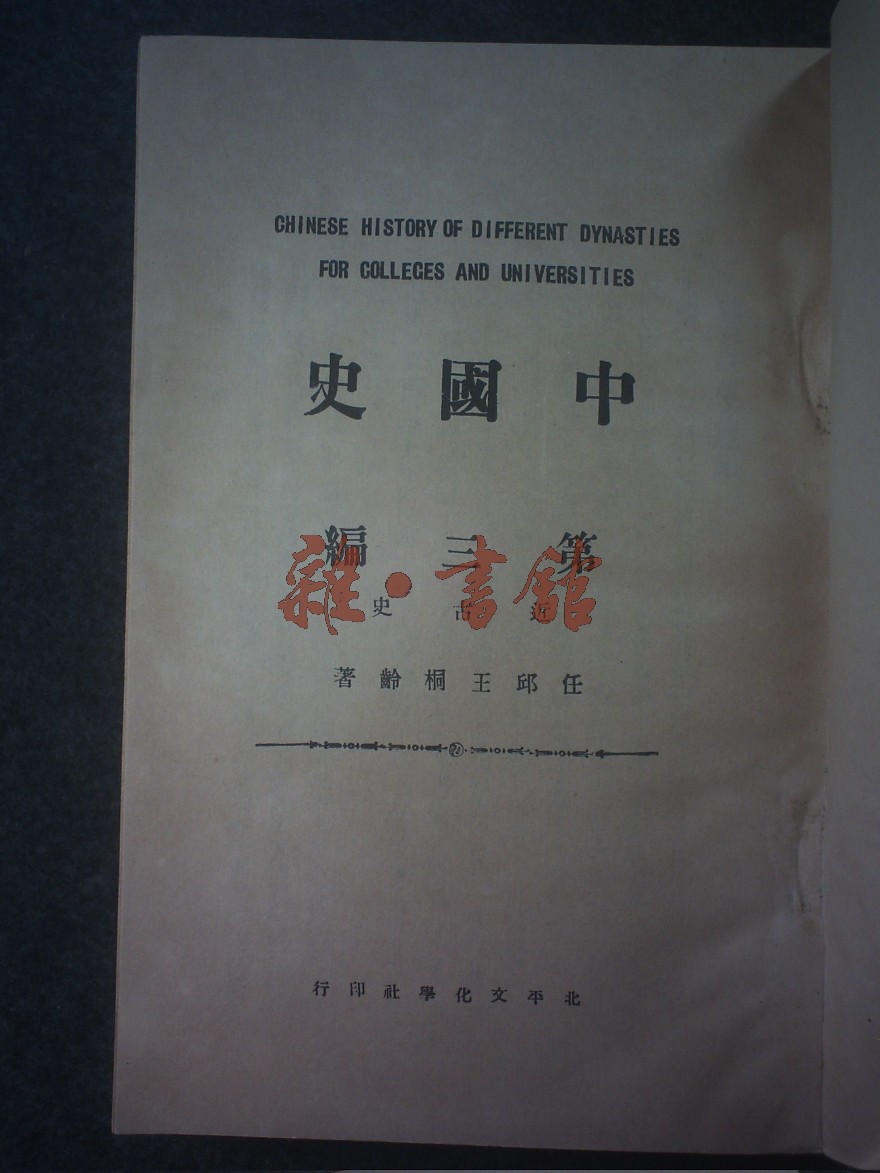 CHINESE HISTORY OF DIFFERENT DYNASTIES
FOR COLLEGES AND UNIVERSITIES
中國史
第三編
雜·書館
近古史
任邱王桐齡著
北平文化學社印行